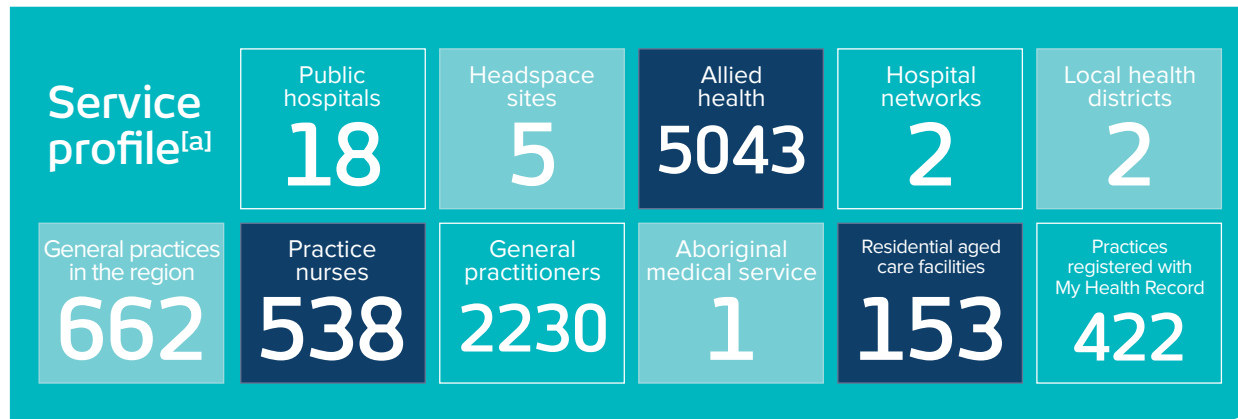 Service
profile[a]
Public
hospitals
18
Headspace
sites
5
Allied
health
5043
Hospital
networks
2
Local health
districts
2
General practices
in the region
662
Practice
nurses
538
General
practitioners
2230
Aboriginal
medical service
1
Residential aged
care facilities
153
Practices
registered with
My Health Record
422